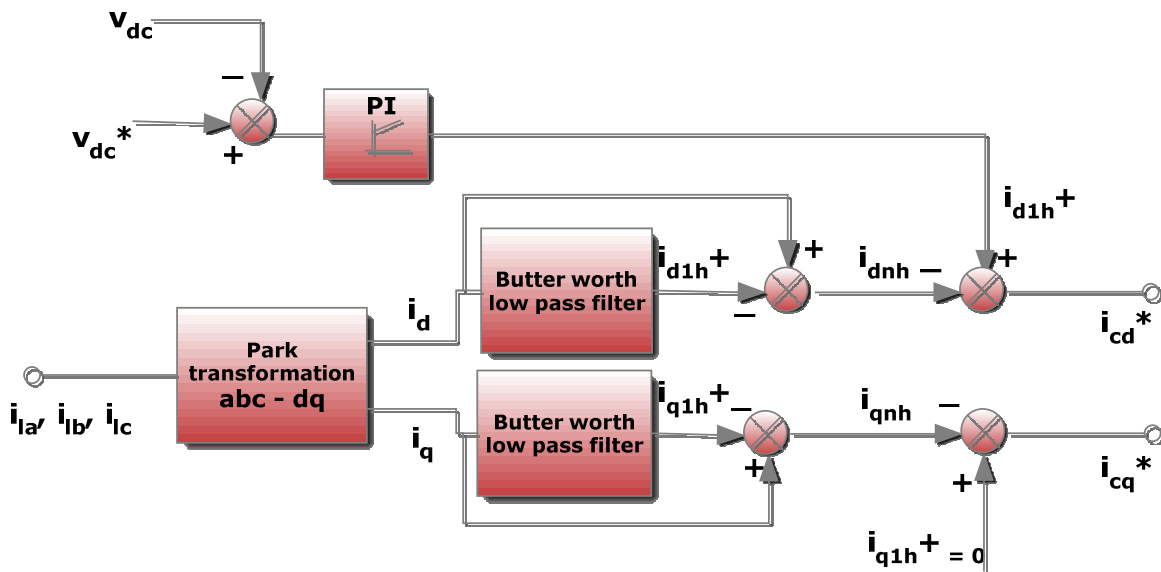 vdc
−
PI
vdc*
+
id1h+
id1h+
+
idnh
−
+
Butter worth
low pass filter
id
−
icd*
Park
transformation
abc - dq
iq1h+
−
iqnh
−
ila, ilb, ilc
Butter worth
low pass filter
iq
+
+
icq*
iq1h+ = 0